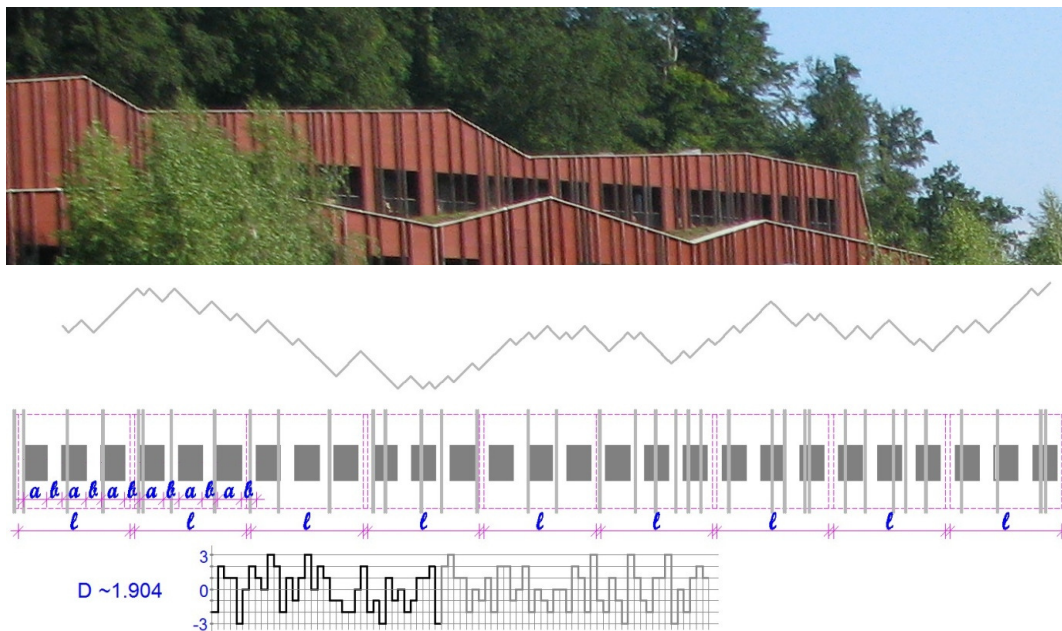 a b a b a b a b a b a b
ℓ ℓ ℓ ℓ ℓ ℓ ℓ ℓ ℓ
3
D ~1.904 0
-3